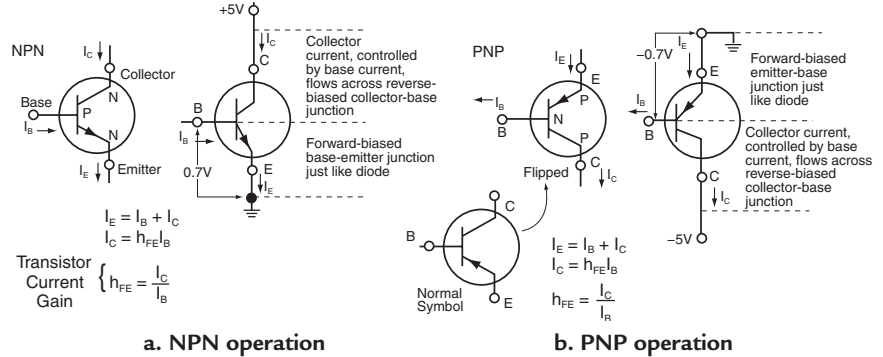 NPN
I_C
Collector
Base
N
P
N
I_B
I_E
Emitter
+5V
I_C
C
B
I_B
0.7V
E
I_E
Collector
current, controlled
by base current,
flows across reverse-
biased collector-base
junction
Forward-biased
base-emitter junction
just like diode
I_E = I_B + I_C
I_C = h_FE I_B
Transistor
Current
Gain
{ h_FE = I_C / I_B
a. NPN operation
PNP
I_E
E
P
I_B
N
B
P
C
Flipped
I_C
C
B
E
Normal
Symbol
I_E = I_B + I_C
I_C = h_FE I_B
h_FE = I_C / I_B
–0.7V
I_E
E
I_B
B
C
I_C
–5V
Forward-biased
emitter-base
junction just
like diode
Collector current,
controlled by base
current, flows across
reverse-biased
collector-base
junction
b. PNP operation